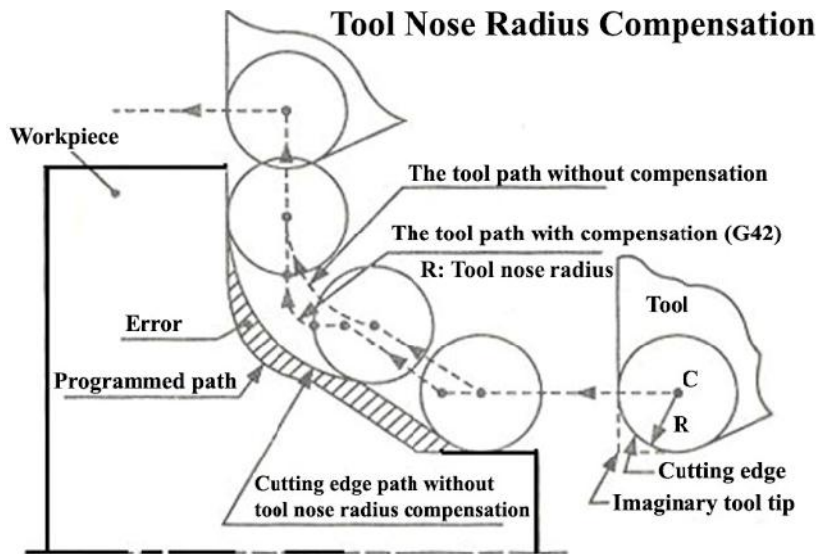 Tool Nose Radius Compensation
Workpiece
The tool path without compensation
The tool path with compensation (G42)
R: Tool nose radius
Tool
Error
Programmed path
C
R
Cutting edge path without
tool nose radius compensation
Cutting edge
Imaginary tool tip